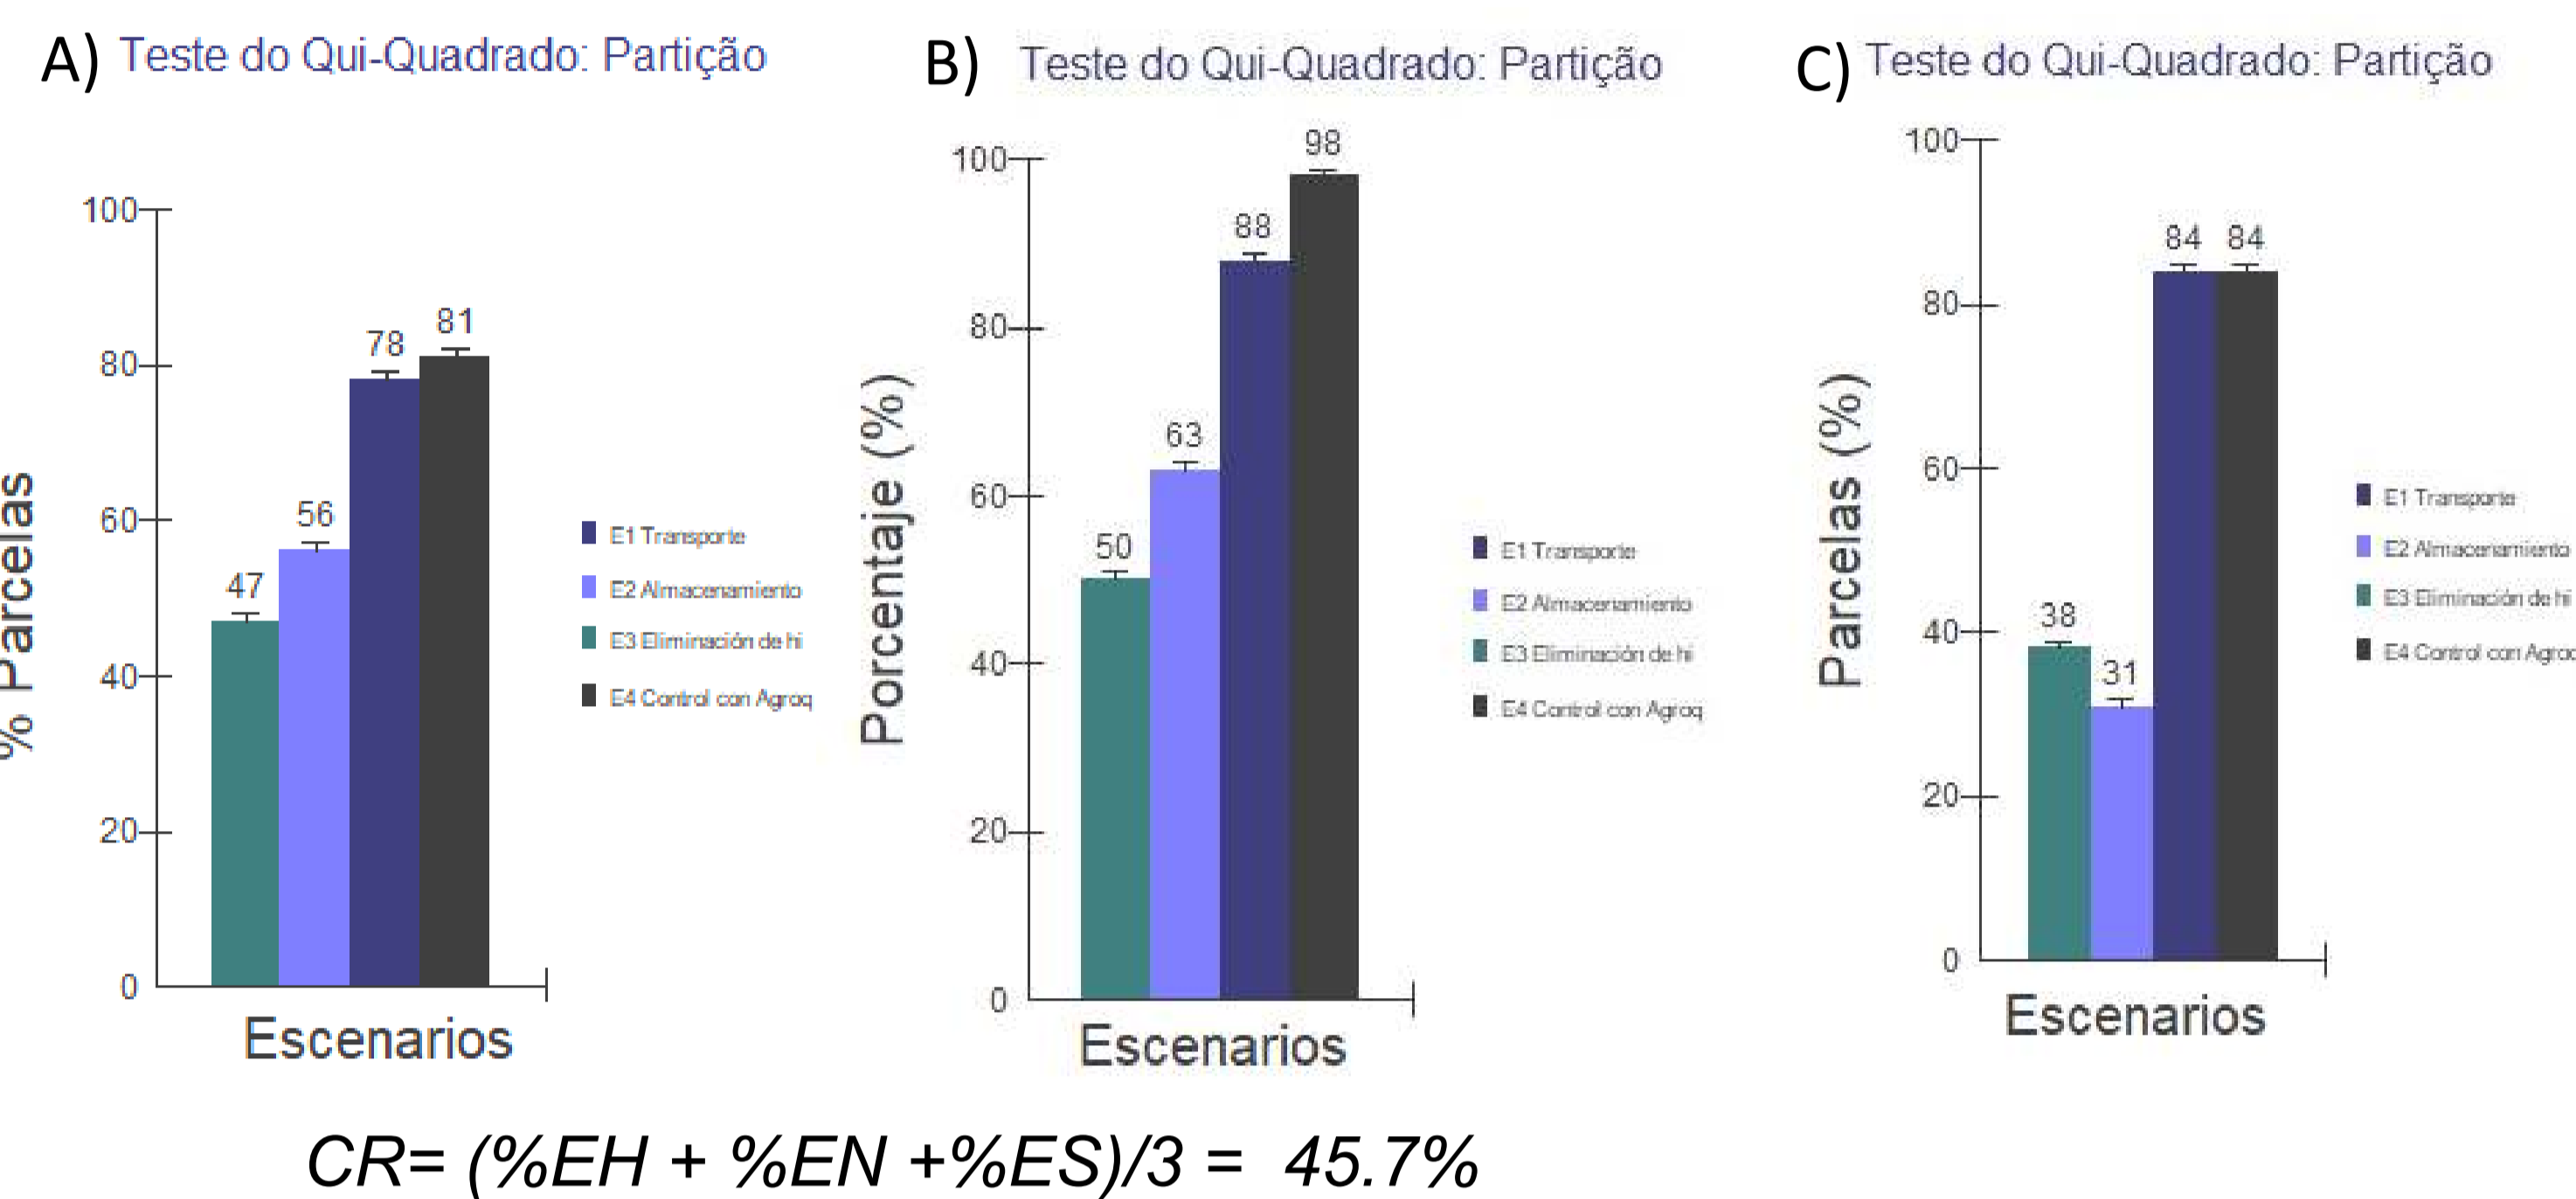 A) Teste do Qui-Quadrado: Partição
% Parcelas
100
80
60
40
20
0
47
56
78
81
Escenarios
E1 Transporte
E2 Almacenamiento
E3 Eliminación de hi
E4 Control con Agroq
B) Teste do Qui-Quadrado: Partição
Porcentaje (%)
100
80
60
40
20
0
50
63
88
98
Escenarios
E1 Transporte
E2 Almacenamiento
E3 Eliminación de hi
E4 Control con Agroq
C) Teste do Qui-Quadrado: Partição
Parcelas (%)
100
80
60
40
20
0
38
31
84
84
Escenarios
E1 Transporte
E2 Almacenamiento
E3 Eliminación de hi
E4 Control con Agroq
CR= (%EH + %EN +%ES)/3 = 45.7%